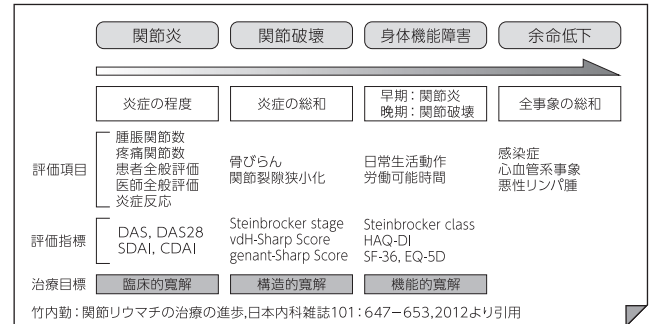 関節炎 関節破壊 身体機能障害 余命低下
炎症の程度 炎症の総和 早期：関節炎 全事象の総和
晩期：関節破壊
評価項目
腫脹関節数
疼痛関節数
患者全般評価
医師全般評価
炎症反応
骨びらん
関節裂隙狭小化
日常生活動作
労働可能時間
感染症
心血管系事象
悪性リンパ腫
評価指標
DAS, DAS28
SDAI, CDAI
Steinbrocker stage
vdH-Sharp Score
genant-Sharp Score
Steinbrocker class
HAQ-DI
SF-36, EQ-5D
治療目標 臨床的寛解 構造的寛解 機能的寛解
竹内勤：関節リウマチの治療の進歩,日本内科雑誌101：647−653,2012より引用